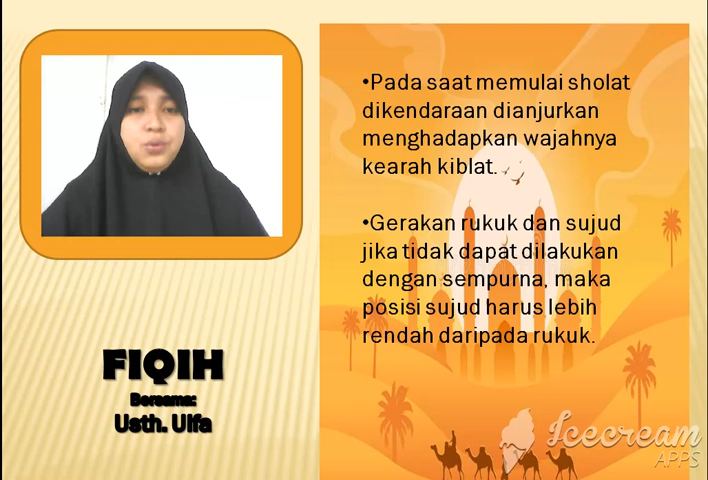 •Pada saat memulai sholat
dikendaraan dianjurkan
menghadapkan wajahnya
kearah kiblat.
•Gerakan rukuk dan sujud
jika tidak dapat dilakukan
dengan sempurna, maka
posisi sujud harus lebih
rendah daripada rukuk.
FIQIH
Bersama:
Usth. Ulfa
Icecream
APPS